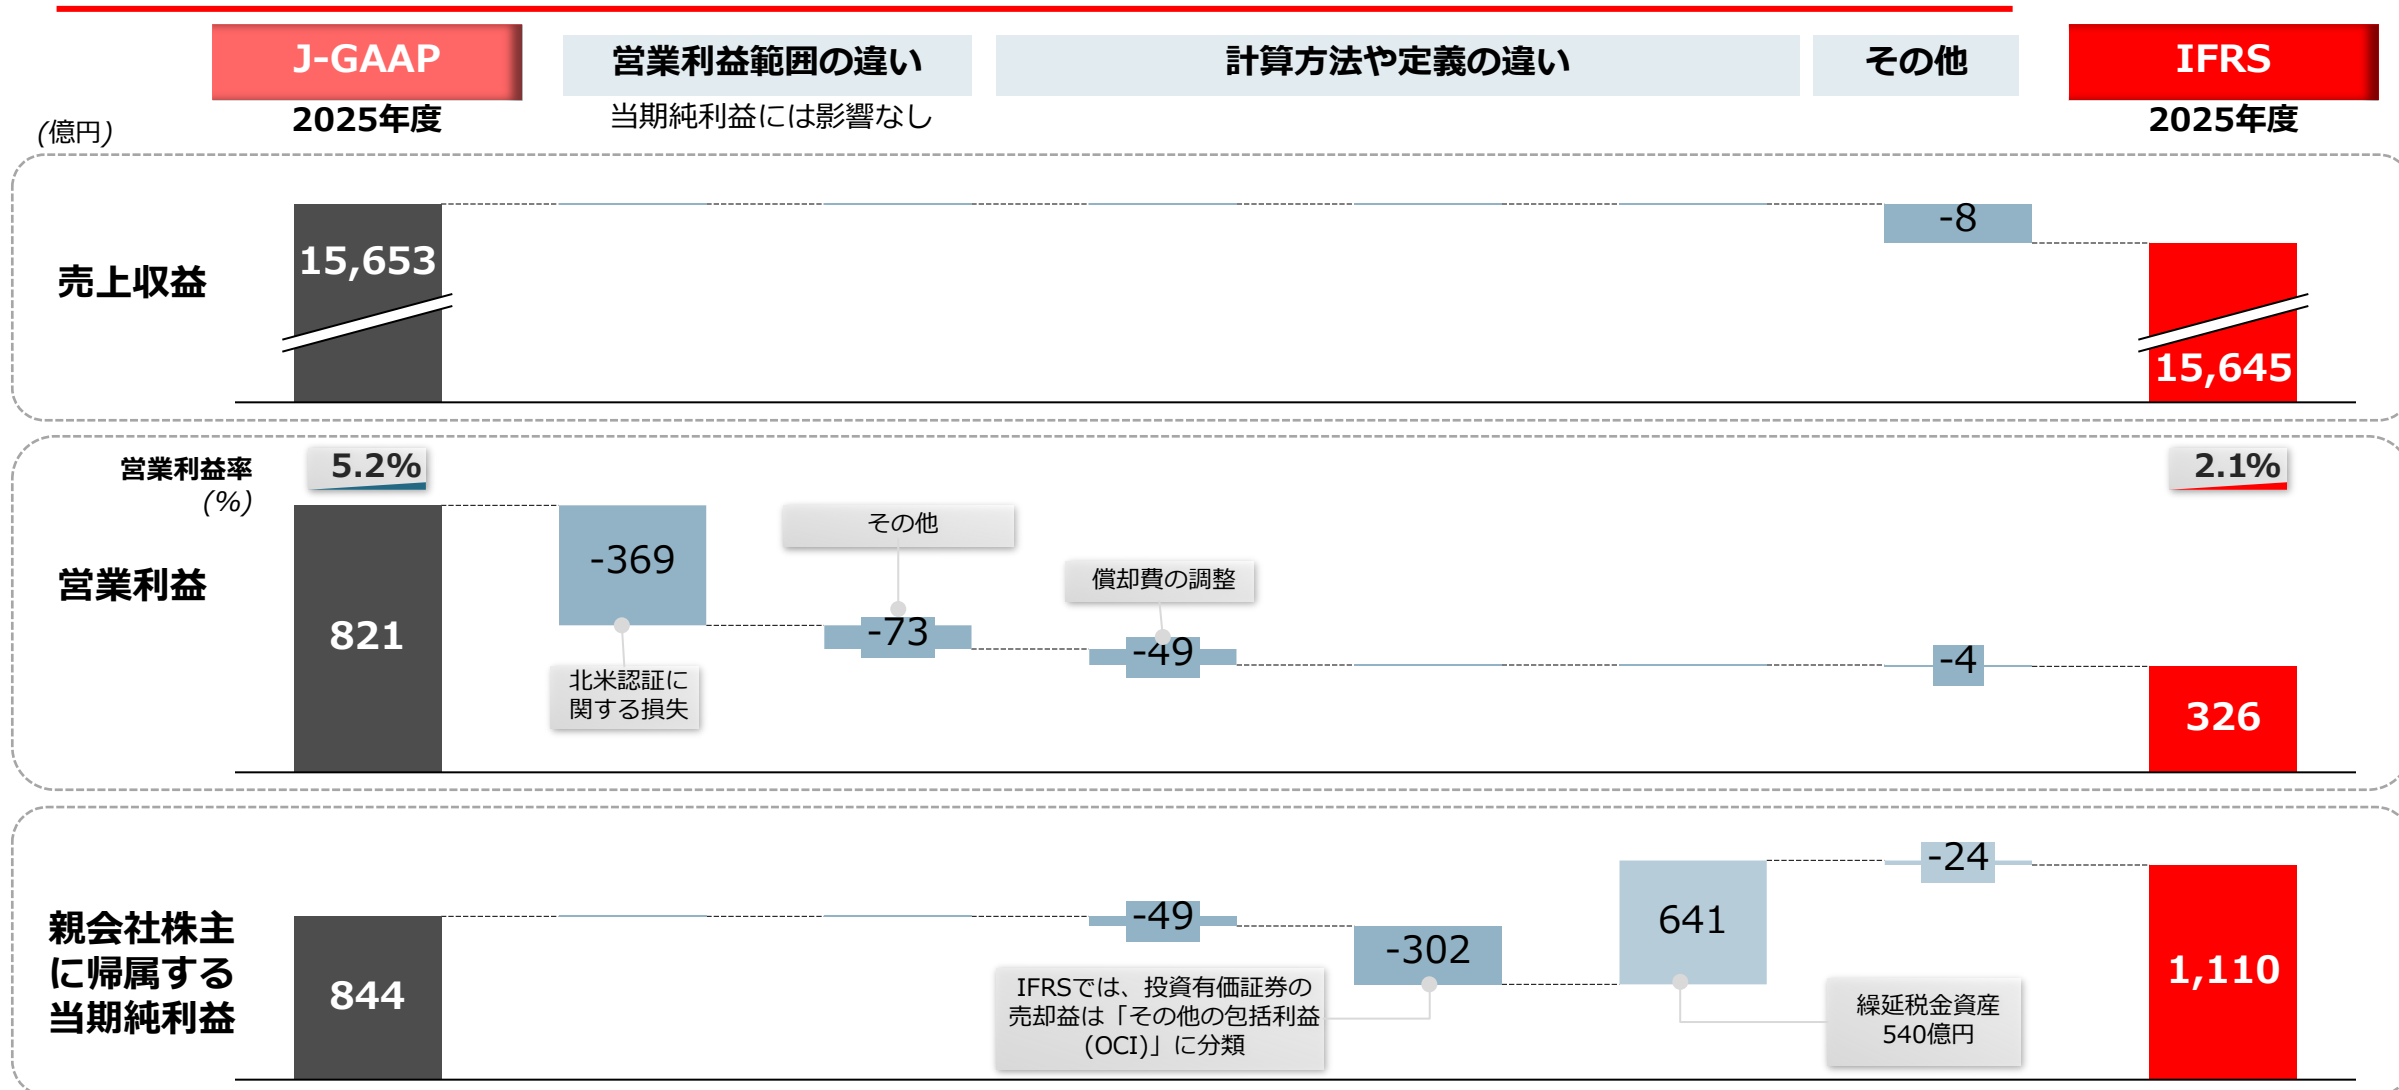 J-GAAP
営業利益範囲の違い
計算方法や定義の違い
その他
IFRS
2025年度
当期純利益には影響なし
2025年度
(億円)
売上収益
15,653
-8
15,645
営業利益率
(%)
5.2%
2.1%
営業利益
821
-369
北米認証に
関する損失
その他
-73
償却費の調整
-49
-4
326
親会社株主
に帰属する
当期純利益
844
-49
-302
IFRSでは、投資有価証券の
売却益は「その他の包括利益
(OCI)」に分類
641
繰延税金資産
540億円
-24
1,110